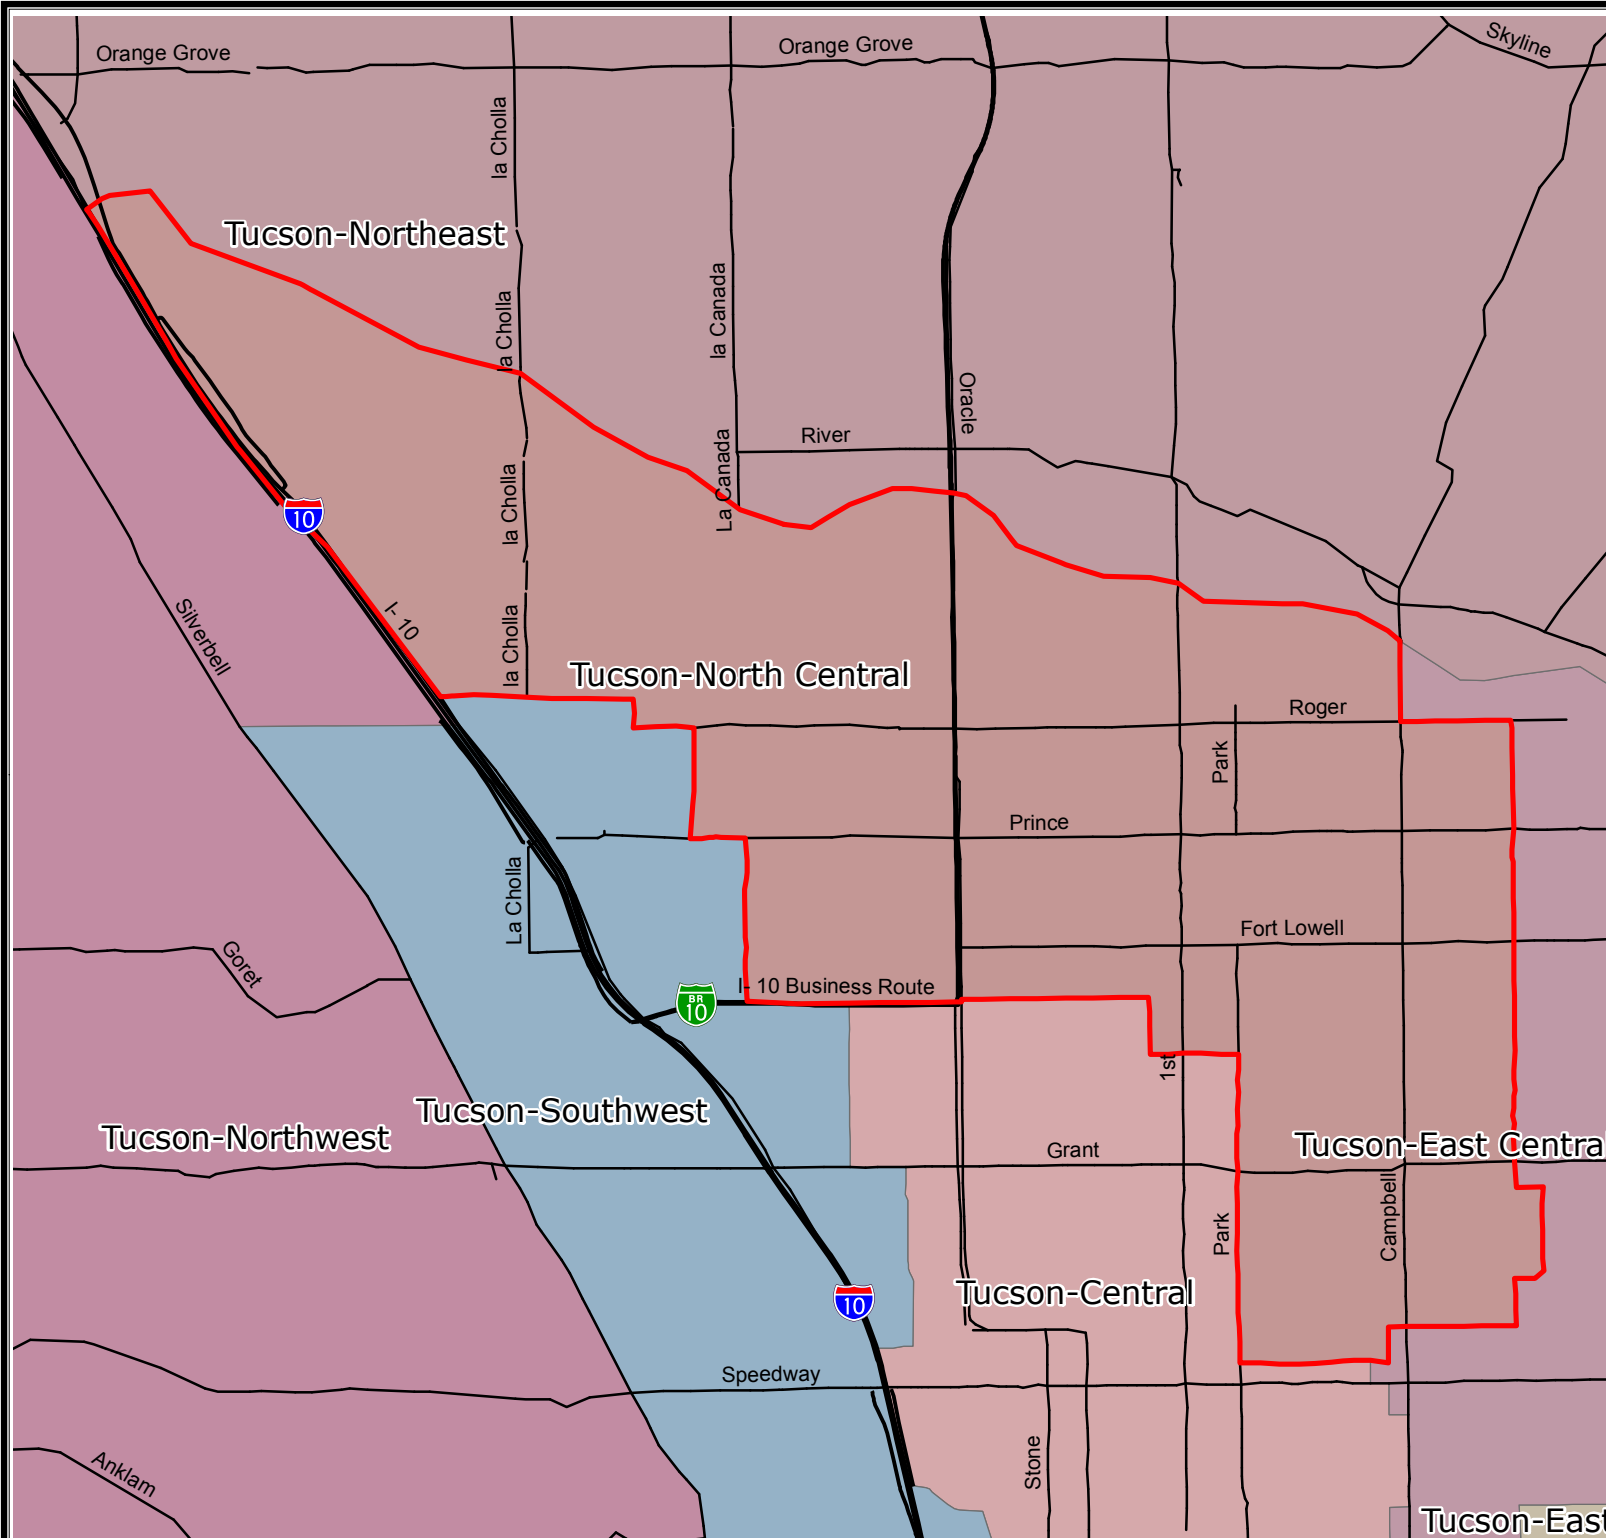 Skyline
Orange Grove
Orange Grove
la Cholla
Tucson-Northeast
la Canada
la Cholla
Oracle
River
La Canada
la Cholla
10
I- 10
Silverbell
la Cholla
Tucson-North Central
Roger
Park
Prince
La Cholla
Fort Lowell
Goret
I- 10 Business Route
BR
10
1st
Tucson-Southwest
Tucson-Northwest
Tucson-East Central
Grant
Campbell
Park
Tucson-Central
10
Speedway
Stone
Anklam
Tucson-East